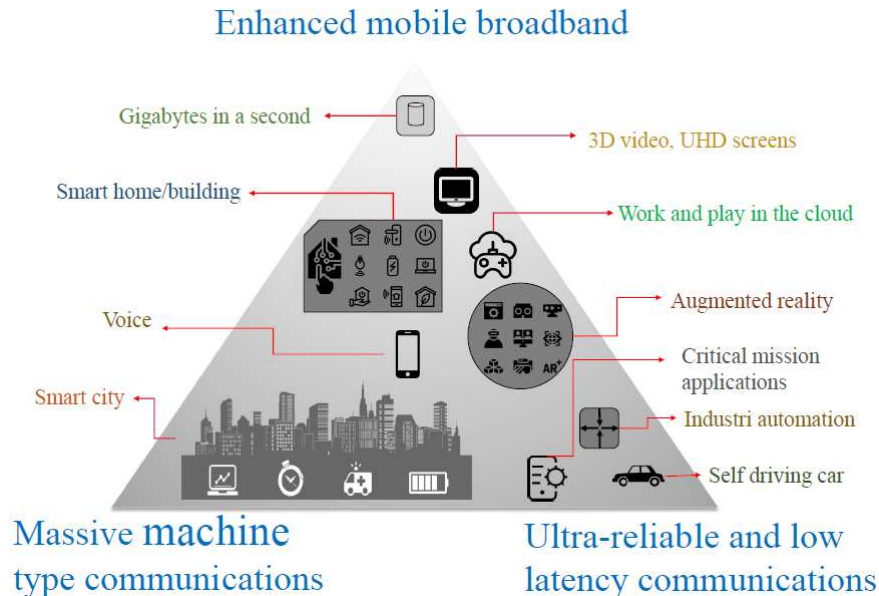 Enhanced mobile broadband
Gigabytes in a second
3D video, UHD screens
Smart home/building
Work and play in the cloud
Augmented reality
Voice
Critical mission
applications
Smart city
Industri automation
Self driving car
AR+
Massive machine
type communications
Ultra-reliable and low
latency communications